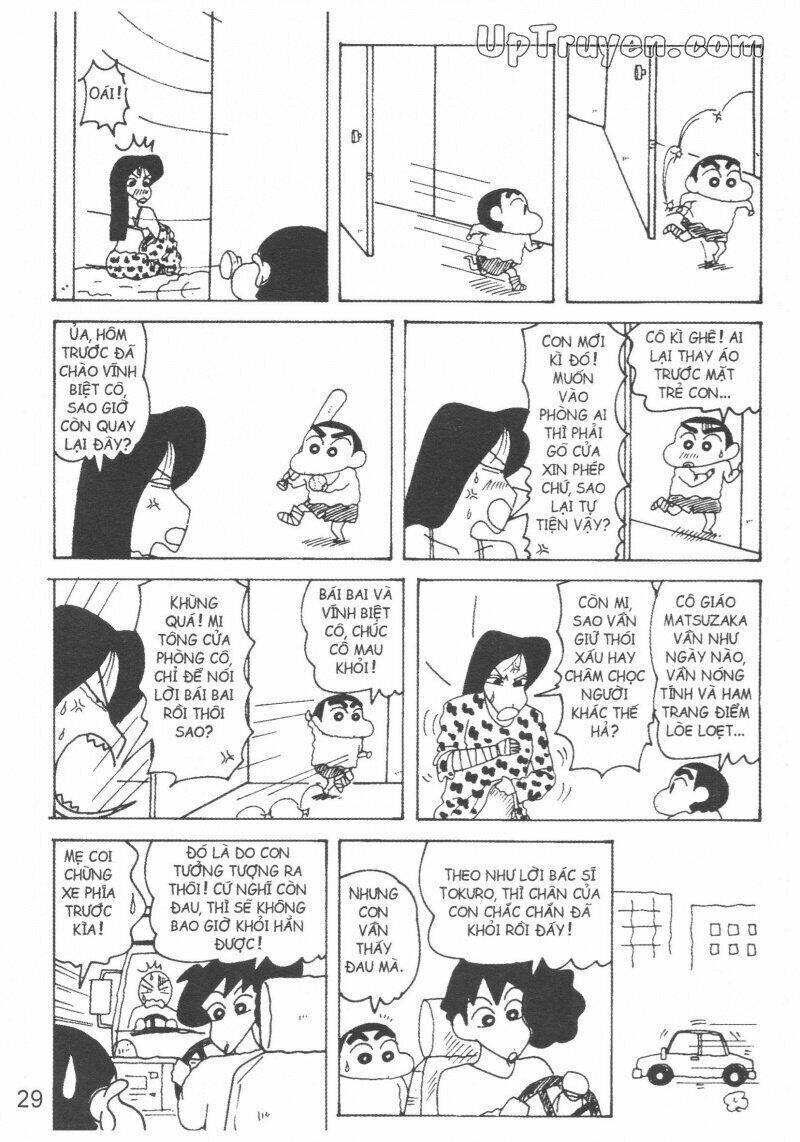 UpTruyen.com
OÁI!
CÔ KÌ GHÊ! AI
LẠI THAY ÁO
TRƯỚC MẶT
TRẺ CON...
CON MỚI
KÌ ĐÓ!
MUỐN
VÀO
PHÒNG AI
THÌ PHẢI
GÕ CỬA
XIN PHÉP
CHỨ, SAO
LẠI TỰ
TIỆN VẬY?
ỦA, HÔM
TRƯỚC ĐÃ
CHÀO VĨNH
BIỆT CÔ,
SAO GIỜ
CÒN QUAY
LẠI ĐÂY?
CÔ GIÁO
MATSUZAKA
VẪN NHƯ
NGÀY NÀO,
VẪN NÓNG
TÍNH VÀ HAM
TRANG ĐIỂM
LÒE LOẸT...
CÒN MI,
SAO VẪN
GIỮ THÓI
XẤU HAY
CHÂM CHỌC
NGƯỜI
KHÁC THẾ
HẢ?
BÁI BAI VÀ
VĨNH BIỆT
CÔ, CHÚC
CÔ MAU
KHỎI!
KHÙNG
QUÁ! MI
TÔNG CỬA
PHÒNG CÔ,
CHỈ ĐỂ NÓI
LỜI BÁI BAI
RỒI THÔI
SAO?
THEO NHƯ LỜI BÁC SĨ
TOKURO, THÌ CHÂN CỦA
CON CHẮC CHẮN ĐÃ
KHỎI RỒI ĐẤY!
NHƯNG
CON
VẪN
THẤY
ĐAU MÀ.
ĐÓ LÀ DO CON
TƯỞNG TƯỢNG RA
THÔI! CỨ NGHĨ CÒN
ĐAU, THÌ SẼ KHÔNG
BAO GIỜ KHỎI HẲN
ĐƯỢC!
MẸ COI
CHỪNG
XE PHÍA
TRƯỚC
KÌA!
29